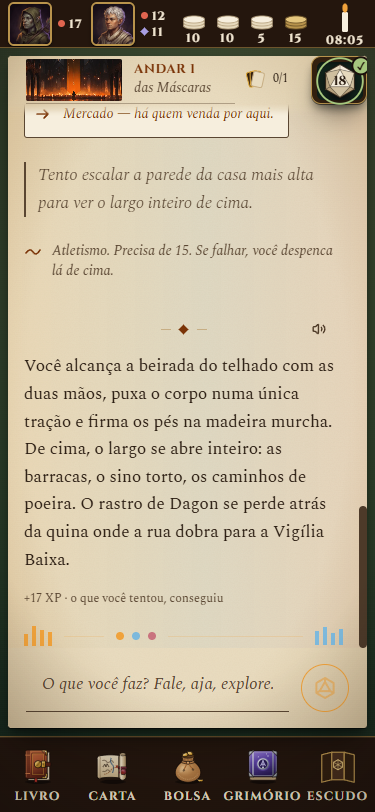 17
12
11
10
10
5
15
08:05
ANDAR I
das Máscaras
0/1
18
Mercado — há quem venda por aqui.
Tento escalar a parede da casa mais alta
para ver o largo inteiro de cima.
Atletismo. Precisa de 15. Se falhar, você despenca
lá de cima.
Você alcança a beirada do telhado com as
duas mãos, puxa o corpo numa única
tração e firma os pés na madeira murcha.
De cima, o largo se abre inteiro: as
barracas, o sino torto, os caminhos de
poeira. O rastro de Dagon se perde atrás
da quina onde a rua dobra para a Vigília
Baixa.
+17 XP · o que você tentou, conseguiu
O que você faz? Fale, aja, explore.
LIVRO
CARTA
BOLSA
GRIMÓRIO
ESCUDO